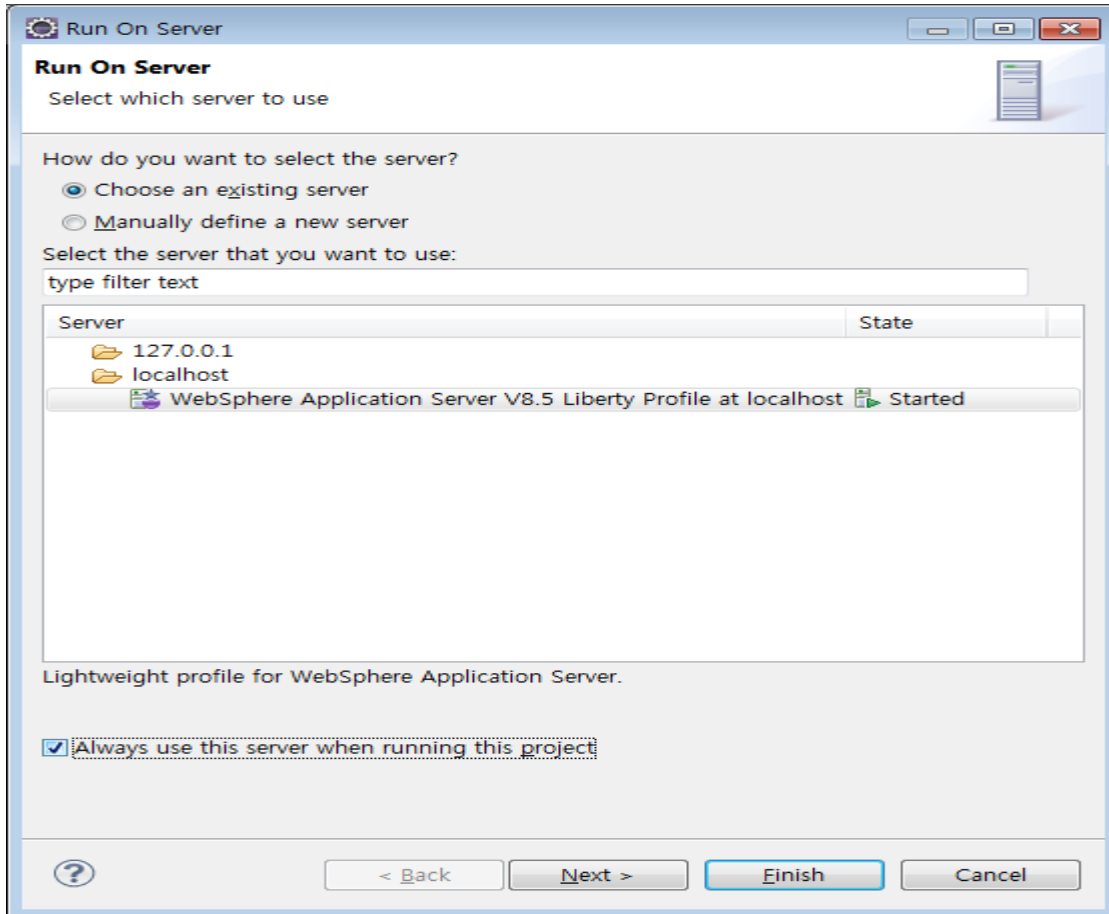 Run On Server
Run On Server
Select which server to use
How do you want to select the server?
Choose an existing server
Manually define a new server
Select the server that you want to use:
type filter text
Server State
127.0.0.1
localhost
WebSphere Application Server V8.5 Liberty Profile at localhost Started
Lightweight profile for WebSphere Application Server.
Always use this server when running this project
? < Back Next > Finish Cancel